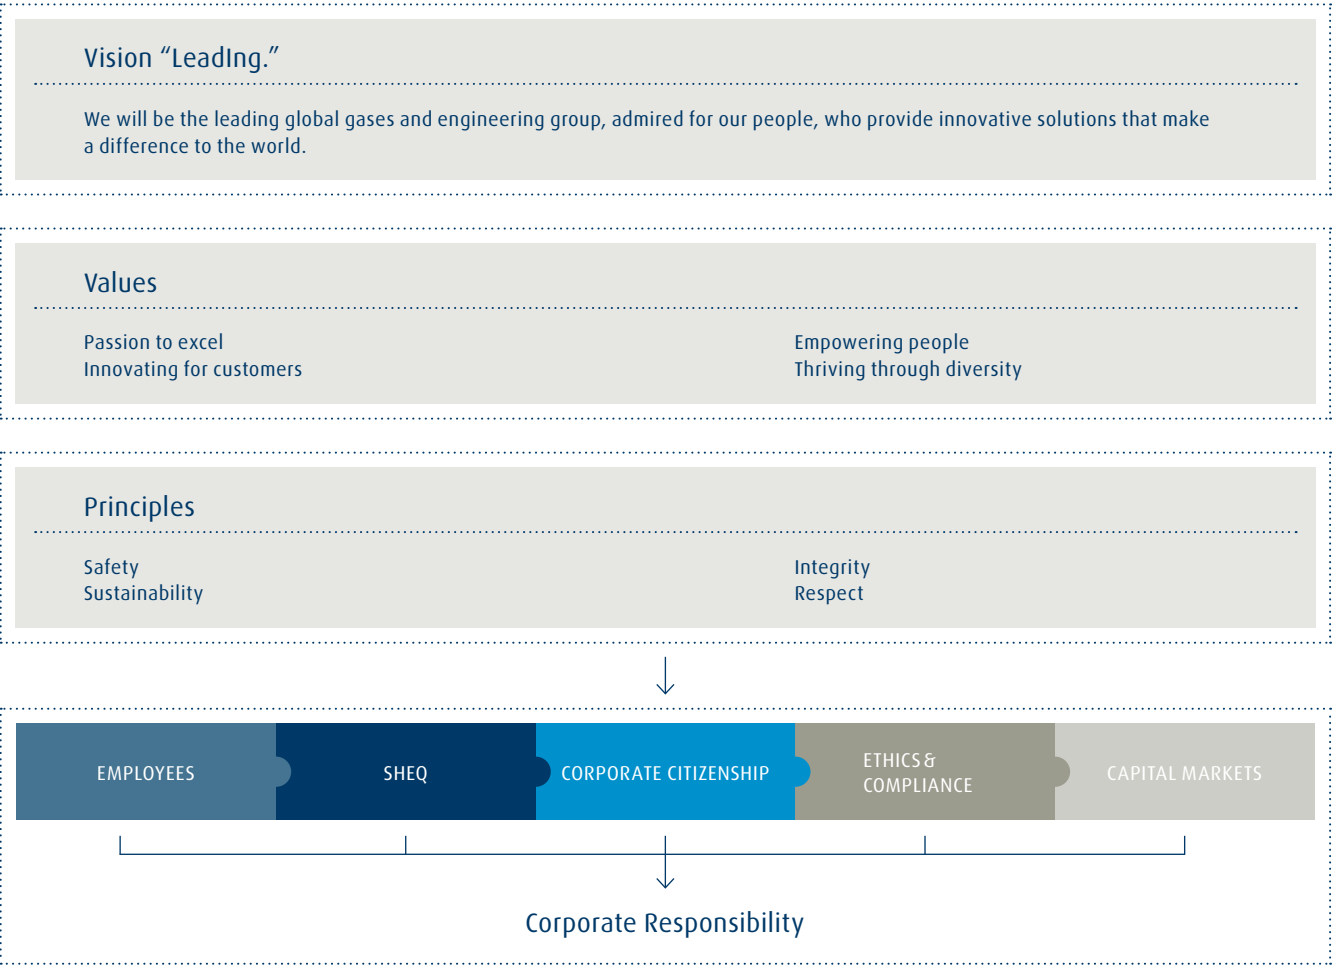 Vision “LeadIng.”
We will be the leading global gases and engineering group, admired for our people, who provide innovative solutions that make
a difference to the world.
Values
Passion to excel
Innovating for customers
Empowering people
Thriving through diversity
Principles
Safety
Sustainability
Integrity
Respect
EMPLOYEES
SHEQ
CORPORATE CITIZENSHIP
ETHICS &
COMPLIANCE
CAPITAL MARKETS
Corporate Responsibility